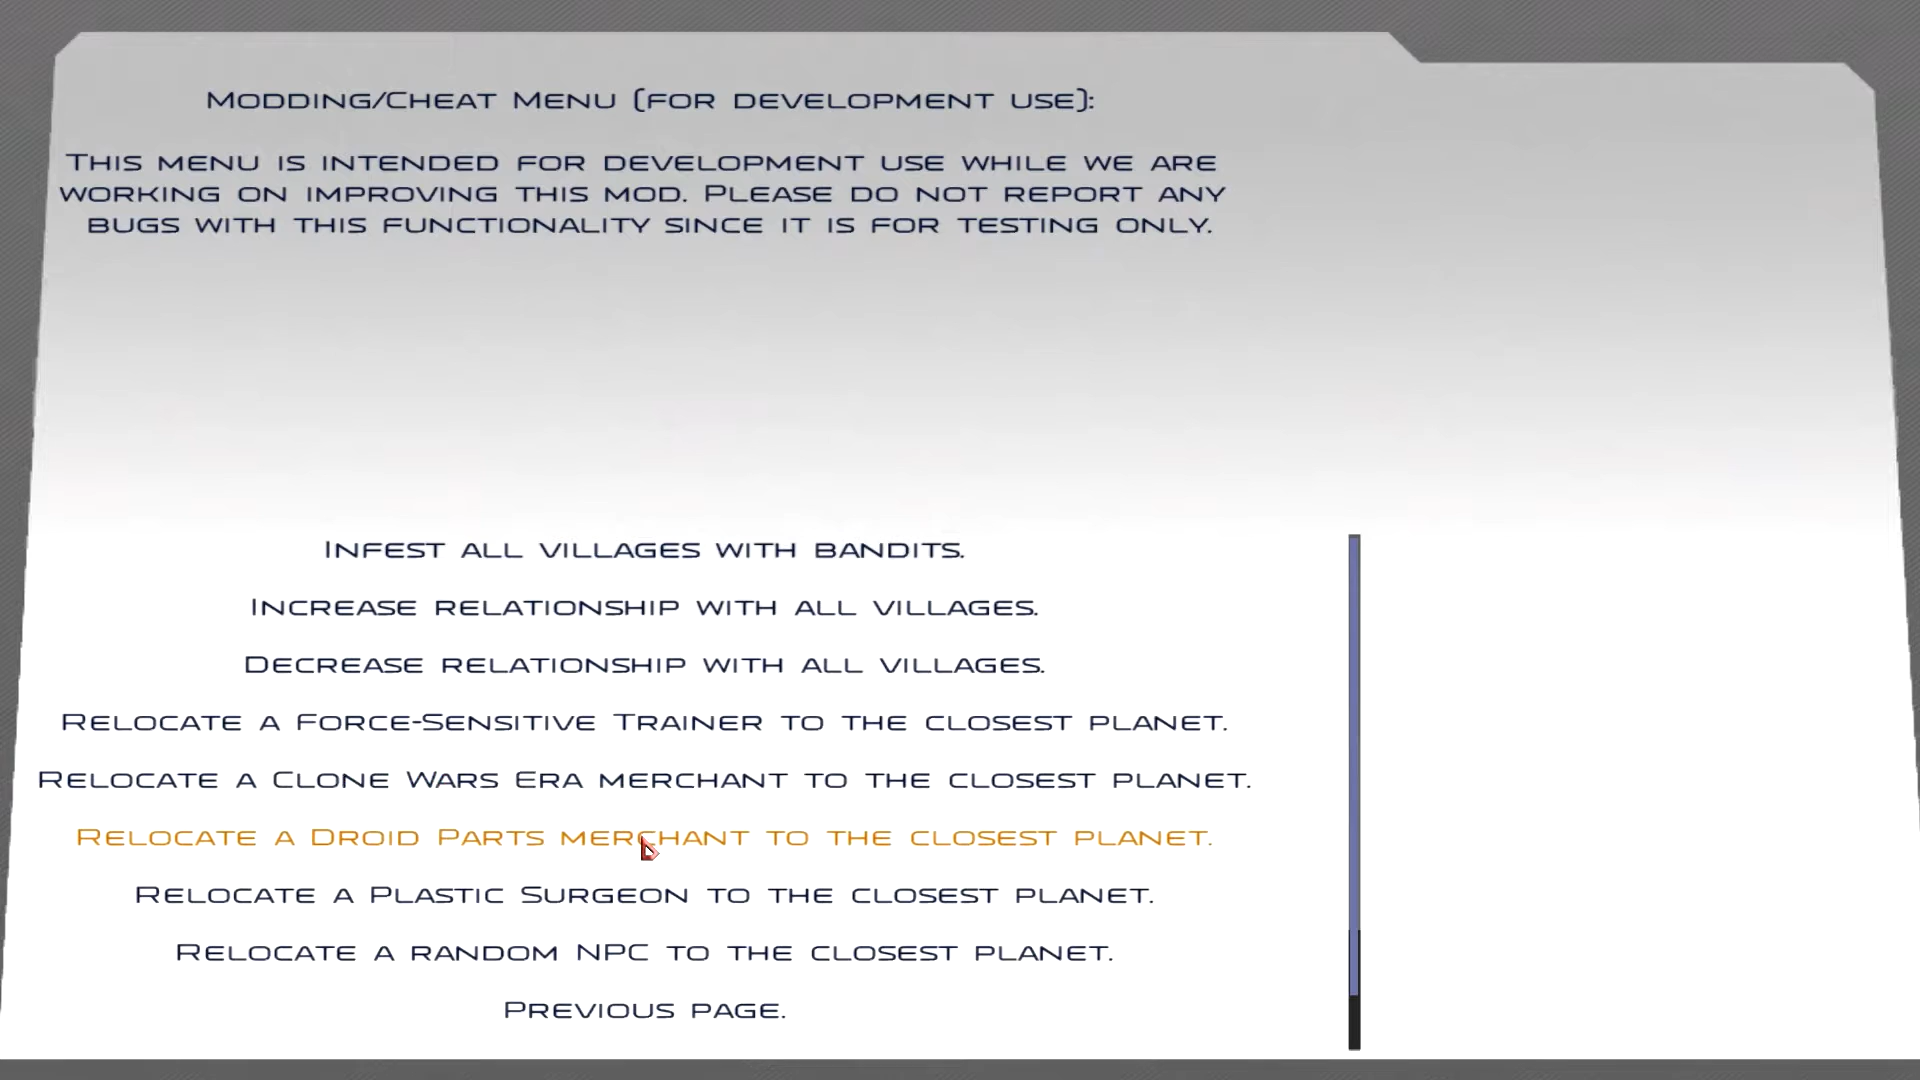 Modding/Cheat Menu (for development use):
This menu is intended for development use while we are
working on improving this mod. Please do not report any
bugs with this functionality since it is for testing only.
Infest all villages with bandits.
Increase relationship with all villages.
Decrease relationship with all villages.
Relocate a Force-Sensitive Trainer to the closest planet.
Relocate a Clone Wars Era merchant to the closest planet.
Relocate a Droid Parts merchant to the closest planet.
Relocate a Plastic Surgeon to the closest planet.
Relocate a random NPC to the closest planet.
Previous page.